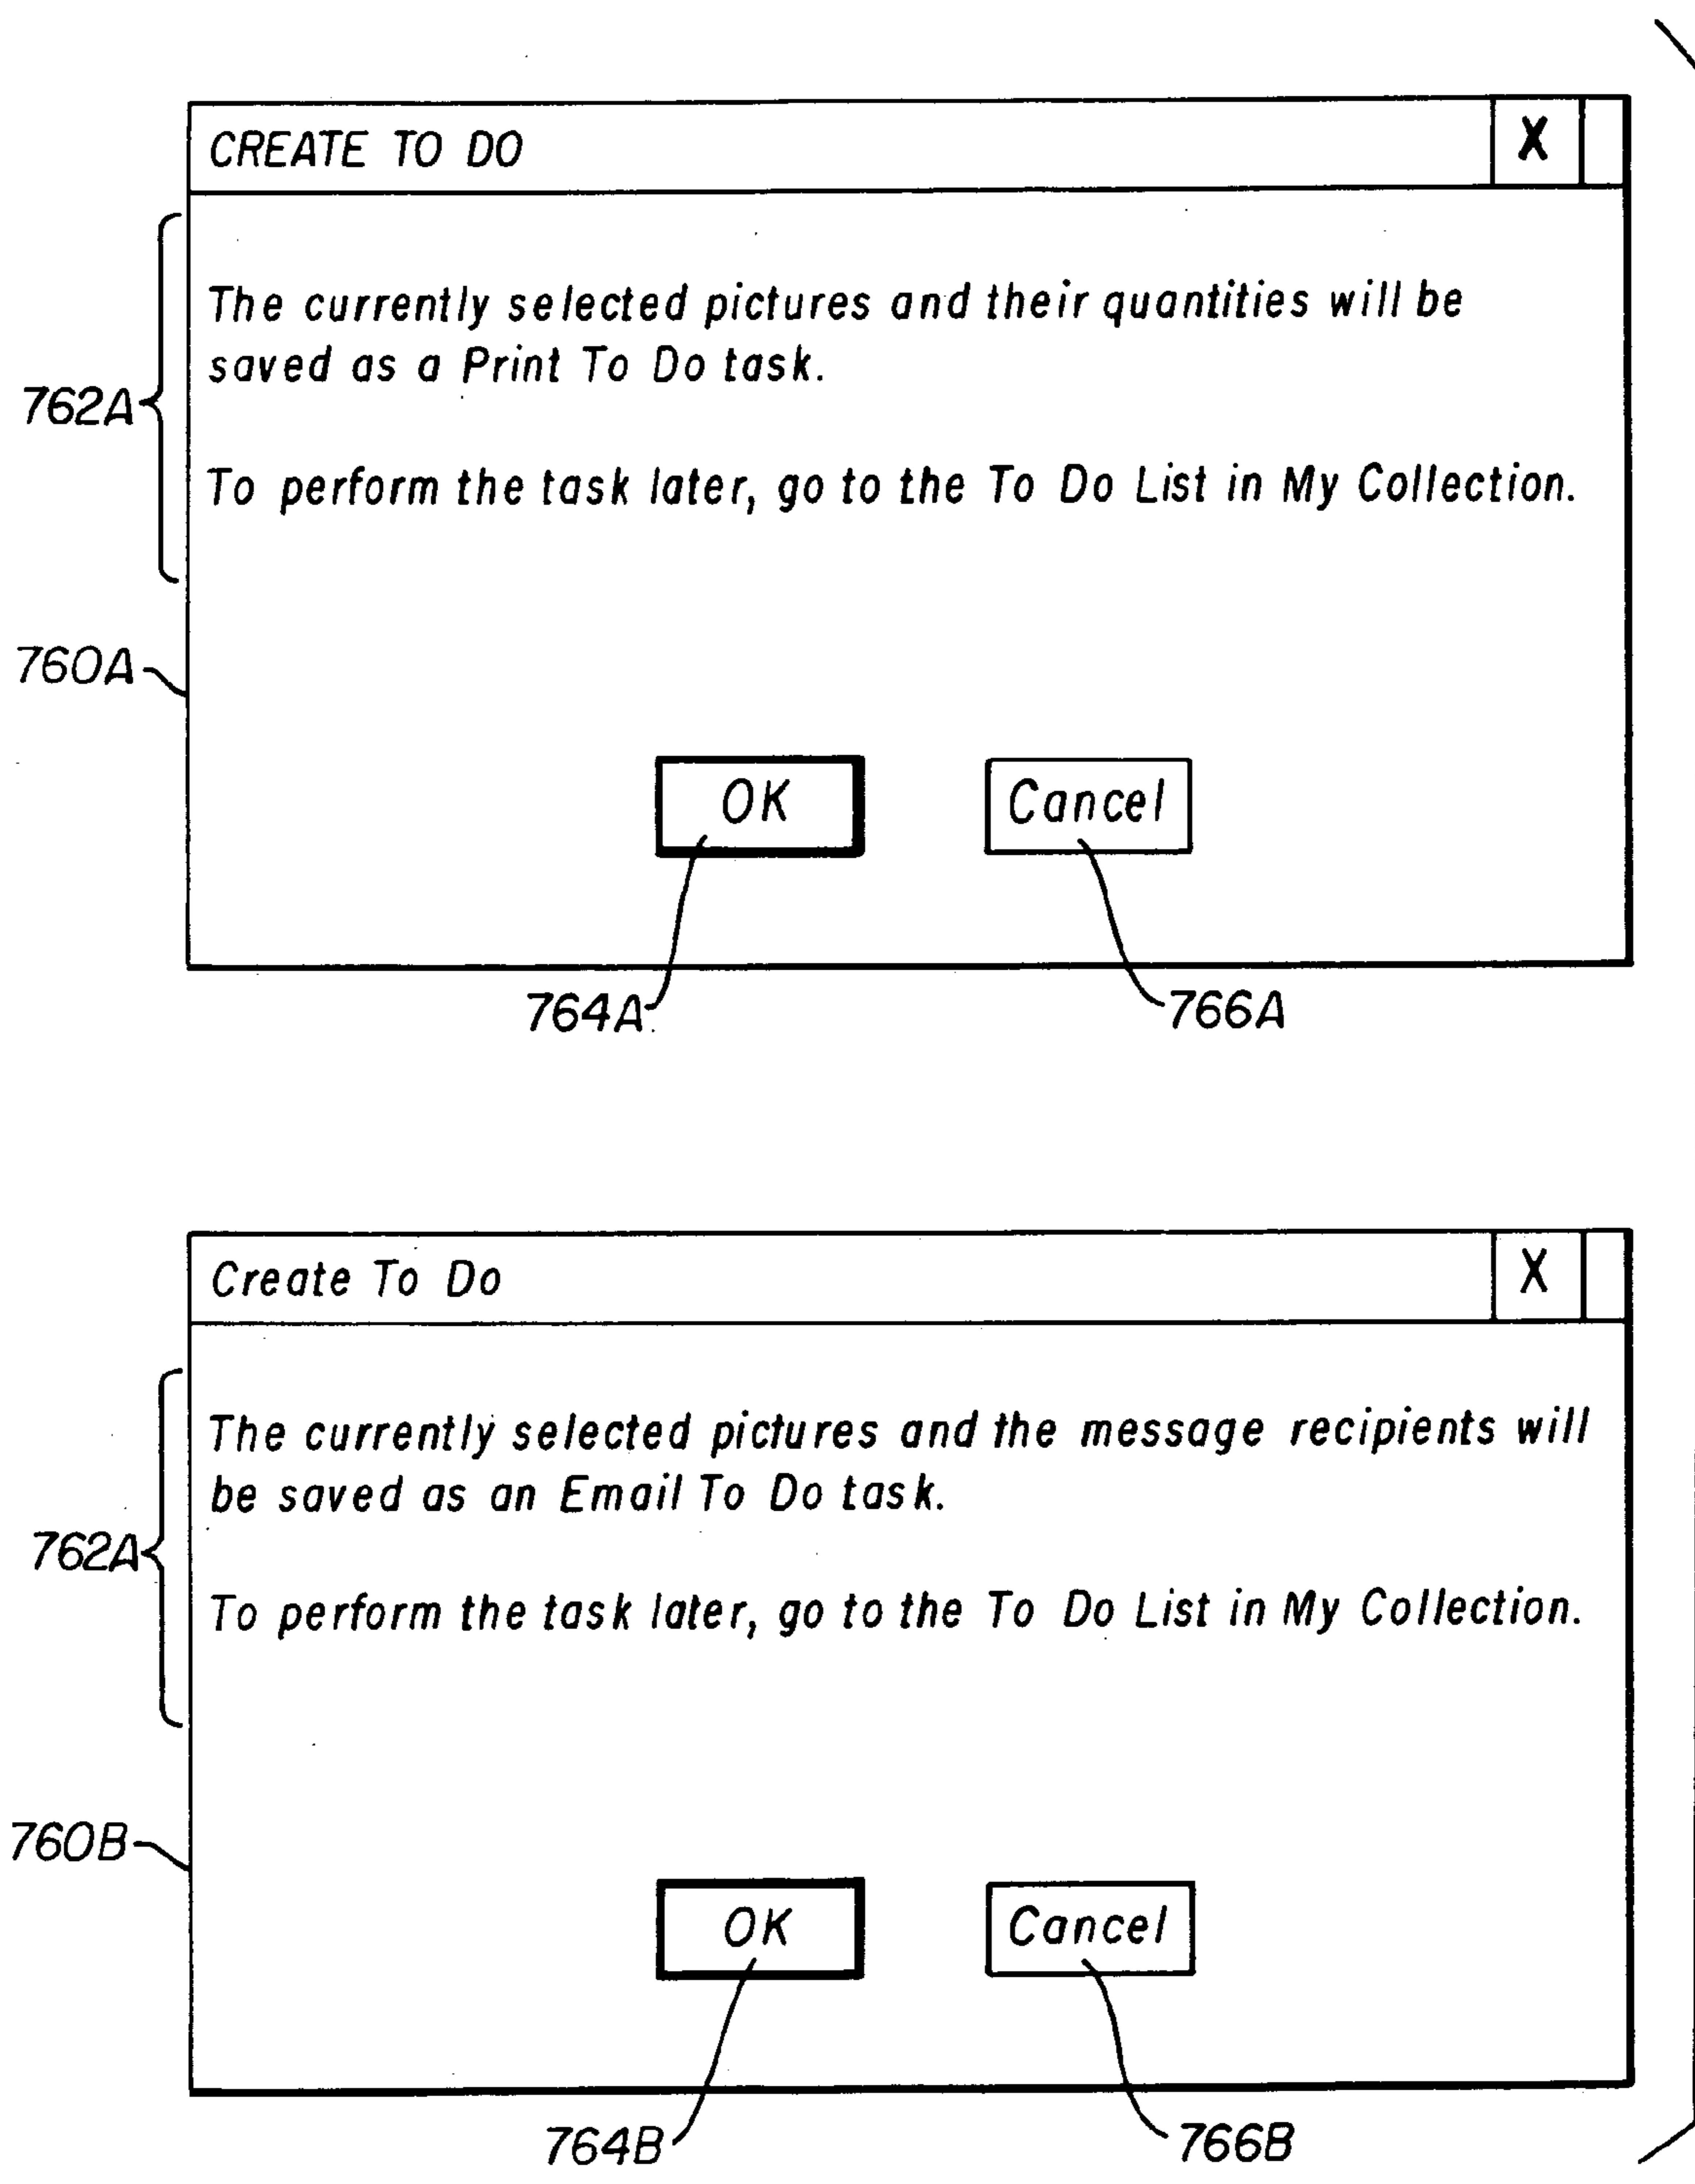 CREATE TO DO X
The currently selected pictures and their quantities will be
saved as a Print To Do task.
762A
To perform the task later, go to the To Do List in My Collection.
760A
OK Cancel
764A 766A
Create To Do X
The currently selected pictures and the message recipients will
be saved as an Email To Do task.
762A
To perform the task later, go to the To Do List in My Collection.
760B
OK Cancel
764B 766B